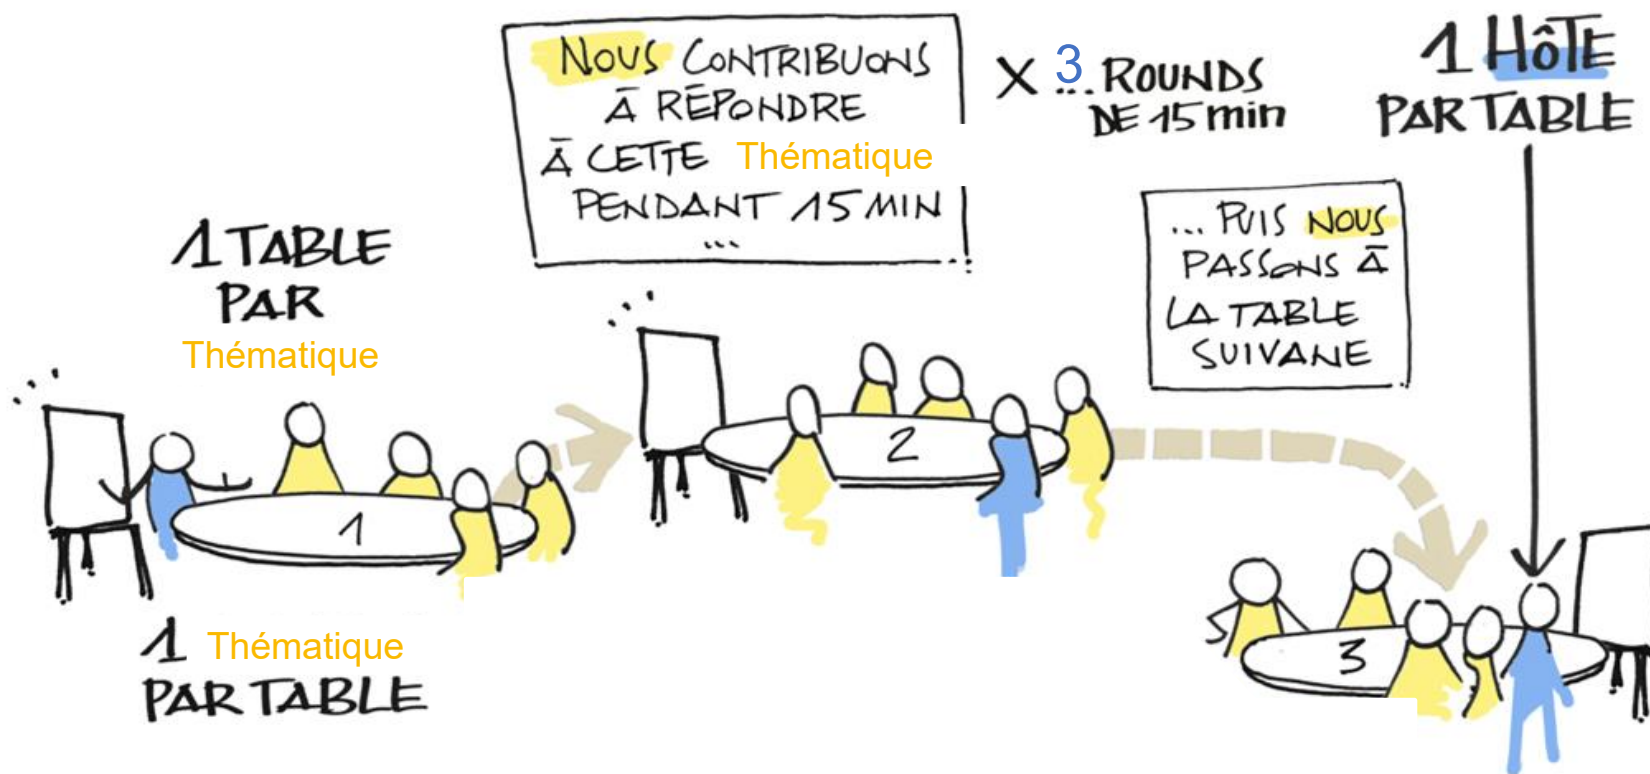 NOUS CONTRIBUONS
À RÉPONDRE
À CETTE Thématique
PENDANT 15 MIN
...
X 3 ... ROUNDS
DE 15 min
1 HÔTE
PAR TABLE
... PUIS NOUS
PASSONS À
LA TABLE
SUIVANE
1 TABLE
PAR
Thématique
1
2
3
1 Thématique
PAR TABLE